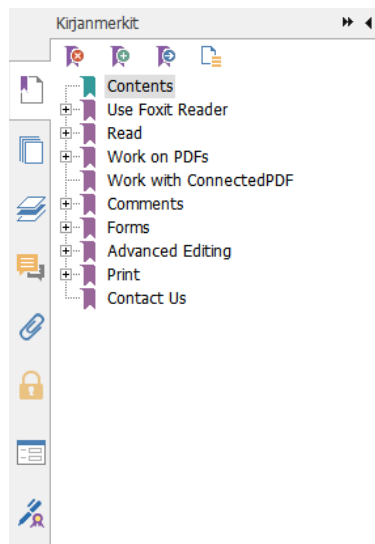 Kirjanmerkit
Contents
Use Foxit Reader
Read
Work on PDFs
Work with ConnectedPDF
Comments
Forms
Advanced Editing
Print
Contact Us